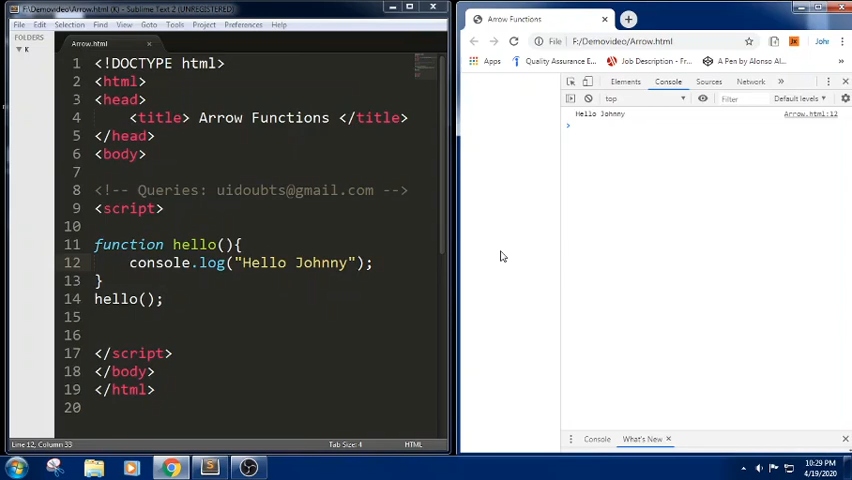 F:\Demovideo\Arrow.html (K) - Sublime Text 2 (UNREGISTERED)
File Edit Selection Find View Goto Tools Project Preferences Help
FOLDERS
K
Arrow.html
1 <!DOCTYPE html>
2 <html>
3 <head>
4 <title> Arrow Functions </title>
5 </head>
6 <body>
7
8 <!-- Queries: uidoubts@gmail.com -->
9 <script>
10
11 function hello(){
12 console.log("Hello Johnny");
13 }
14 hello();
15
16
17 </script>
18 </body>
19 </html>
20
Line 12, Column 33 Tab Size: 4 HTML
Arrow Functions
File F:/Demovideo/Arrow.html JK John
Apps Quality Assurance E... Job Description - Fr... A Pen by Alonso Al...
Elements Console Sources Network »
top Filter Default levels
Hello Johnny Arrow.html:12
Console What's New
10:29 PM
4/19/2020